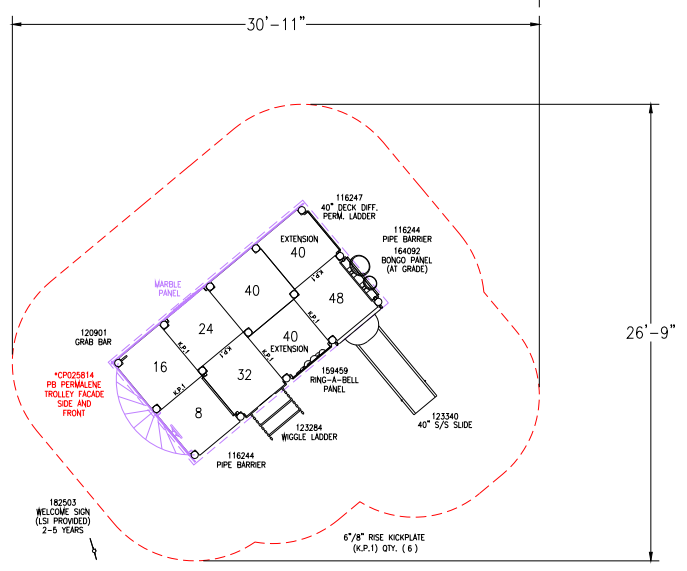 30'-11"
116247
40" DECK DIFF.
PERM. LADDER
116244
PIPE BARRIER
164092
BONGO PANEL
(AT GRADE)
EXTENSION
40
K.P.1
MARBLE
PANEL
40
48
26'-9"
24
K.P.1
120901
GRAB BAR
K.P.1
K.P.1
40
EXTENSION
16
32
159459
RING-A-BELL
PANEL
*CP025814
PB PERMALENE
TROLLEY FACADE
SIDE AND
FRONT
K.P.1
K.P.1
8
123340
40" S/S SLIDE
123284
WIGGLE LADDER
116244
PIPE BARRIER
182503
WELCOME SIGN
(LSI PROVIDED)
2-5 YEARS
6"/8" RISE KICKPLATE
(K.P.1) QTY. ( 6 )